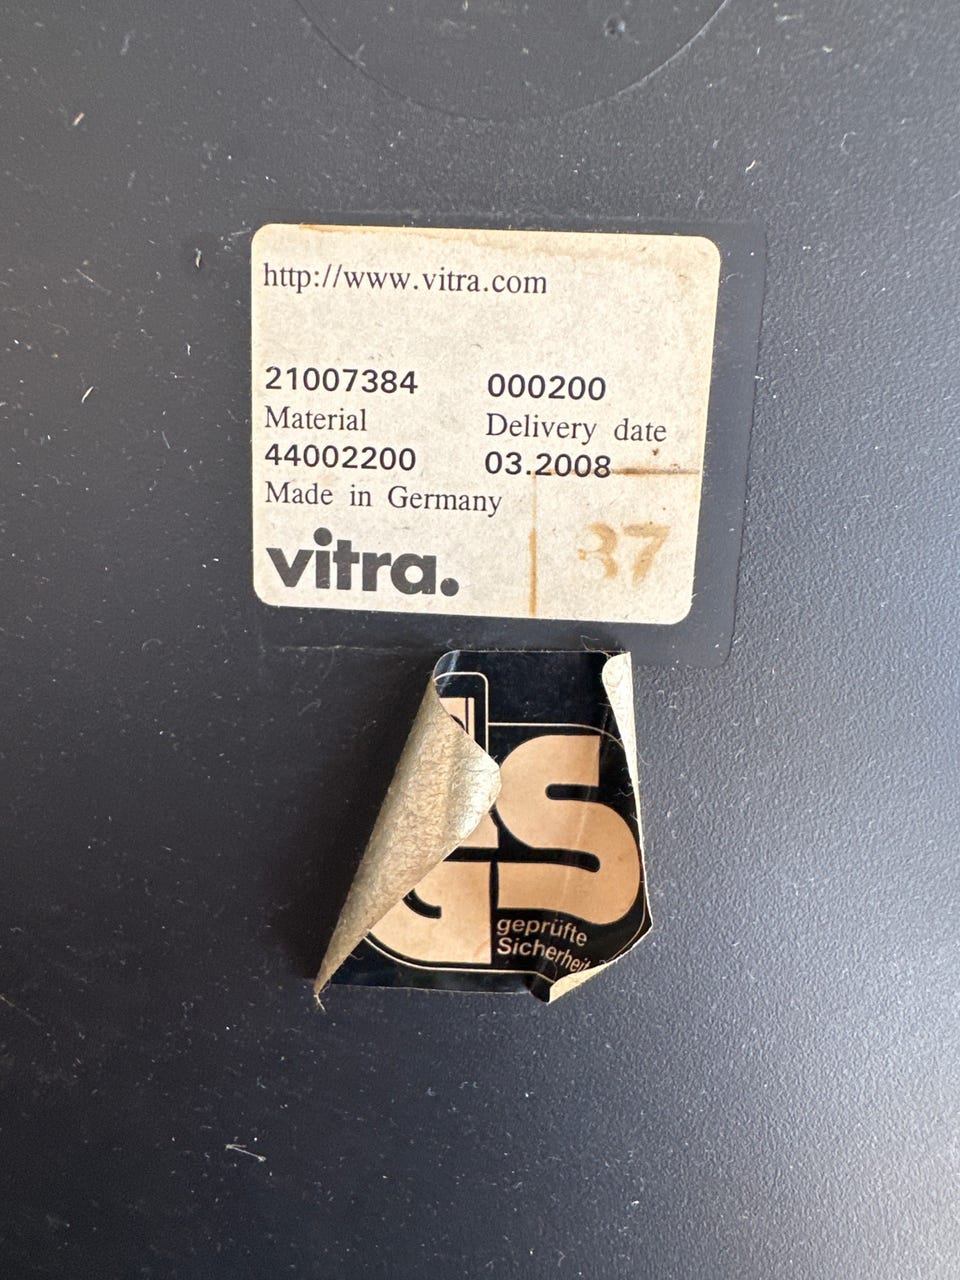 http://www.vitra.com
21007384 000200
Material Delivery date
44002200 03.2008
Made in Germany
37
vitra.
GS
geprüfte
Sicherheit